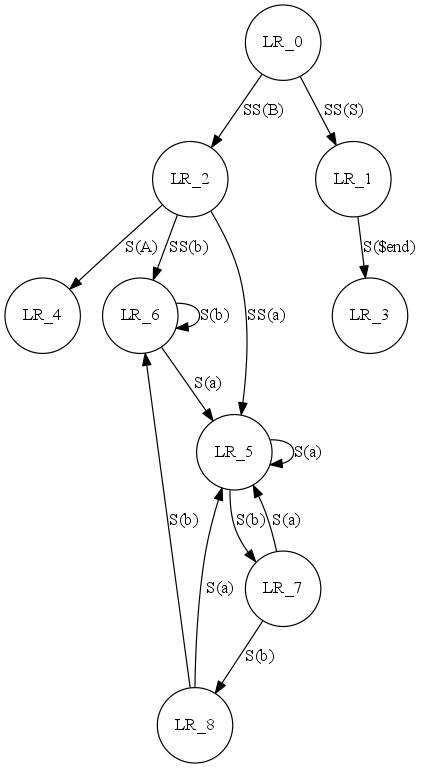 LR_0
SS(B)
SS(S)
LR_2
LR_1
S(A)
SS(b)
S($end)
LR_4
LR_6
S(b)
SS(a)
LR_3
S(a)
LR_5
S(a)
S(b)
S(b)
S(a)
S(a)
LR_7
S(b)
LR_8